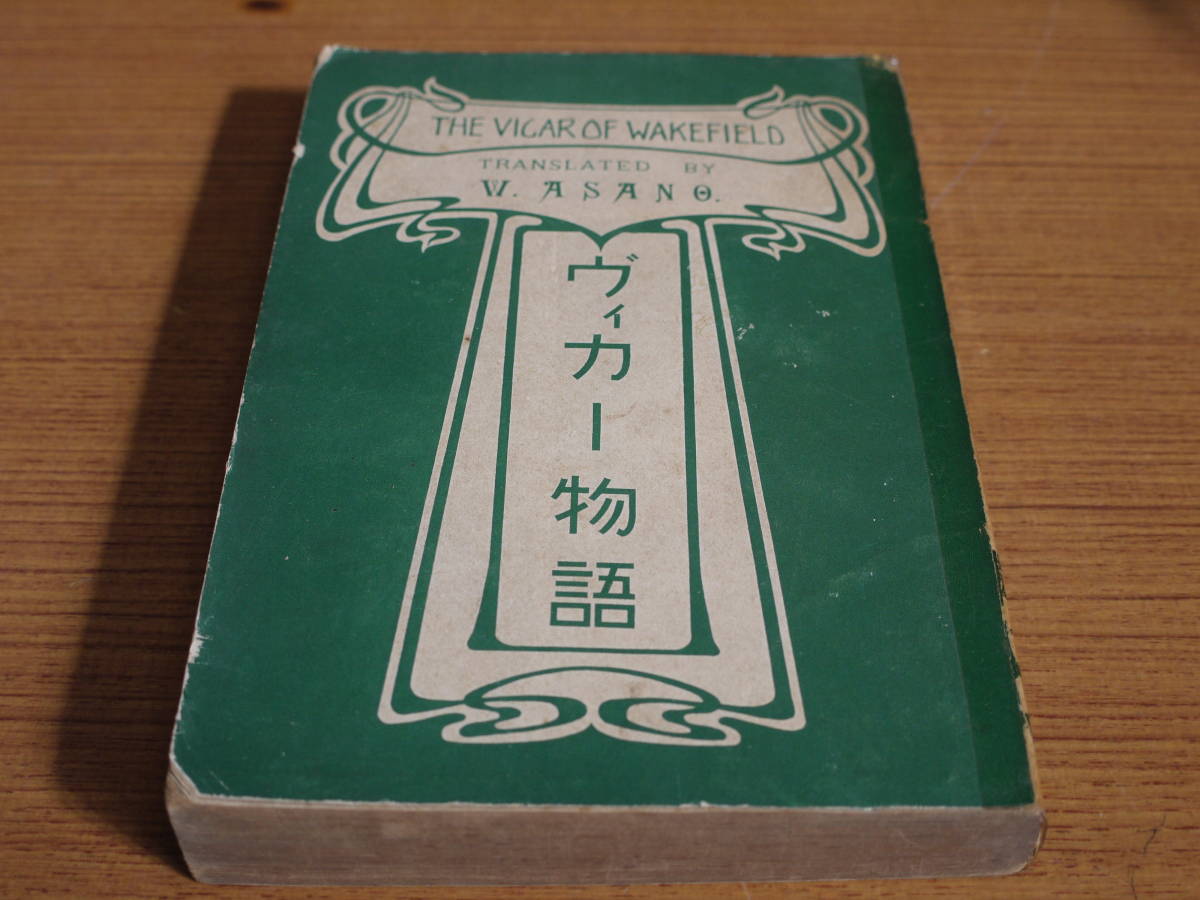 THE VICAR OF WAKEFIELD
TRANSLATED BY
W. ASANO.
ヴィカー物語